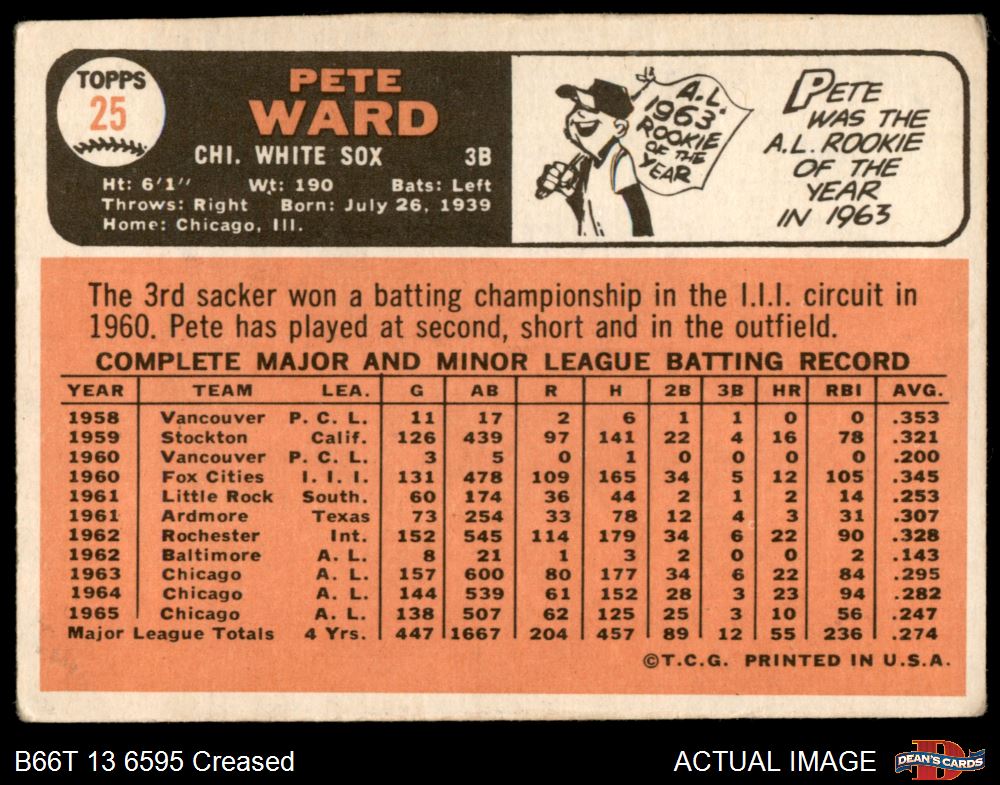 TOPPS
25
PETE
WARD
CHI. WHITE SOX 3B
Ht: 6'1" Wt: 190 Bats: Left
Throws: Right Born: July 26, 1939
Home: Chicago, Ill.
A.L.
1963
ROOKIE
OF THE
YEAR
PETE
WAS THE
A.L. ROOKIE
OF THE
YEAR
IN 1963
The 3rd sacker won a batting championship in the I.I.I. circuit in
1960. Pete has played at second, short and in the outfield.
COMPLETE MAJOR AND MINOR LEAGUE BATTING RECORD
YEAR TEAM LEA. G AB R H 2B 3B HR RBI AVG.
1958 Vancouver P. C. L. 11 17 2 6 1 1 0 0 .353
1959 Stockton Calif. 126 439 97 141 22 4 16 78 .321
1960 Vancouver P. C. L. 3 5 0 1 0 0 0 0 .200
1960 Fox Cities I. I. I. 131 478 109 165 34 5 12 105 .345
1961 Little Rock South. 60 174 36 44 2 1 2 14 .253
1961 Ardmore Texas 73 254 33 78 12 4 3 31 .307
1962 Rochester Int. 152 545 114 179 34 6 22 90 .328
1962 Baltimore A. L. 8 21 1 3 2 0 0 2 .143
1963 Chicago A. L. 157 600 80 177 34 6 22 84 .295
1964 Chicago A. L. 144 539 61 152 28 3 23 94 .282
1965 Chicago A. L. 138 507 62 125 25 3 10 56 .247
Major League Totals 4 Yrs. 447 1667 204 457 89 12 55 236 .274
©T.C.G. PRINTED IN U.S.A.
B66T 13 6595 Creased ACTUAL IMAGE
DEAN'S CARDS